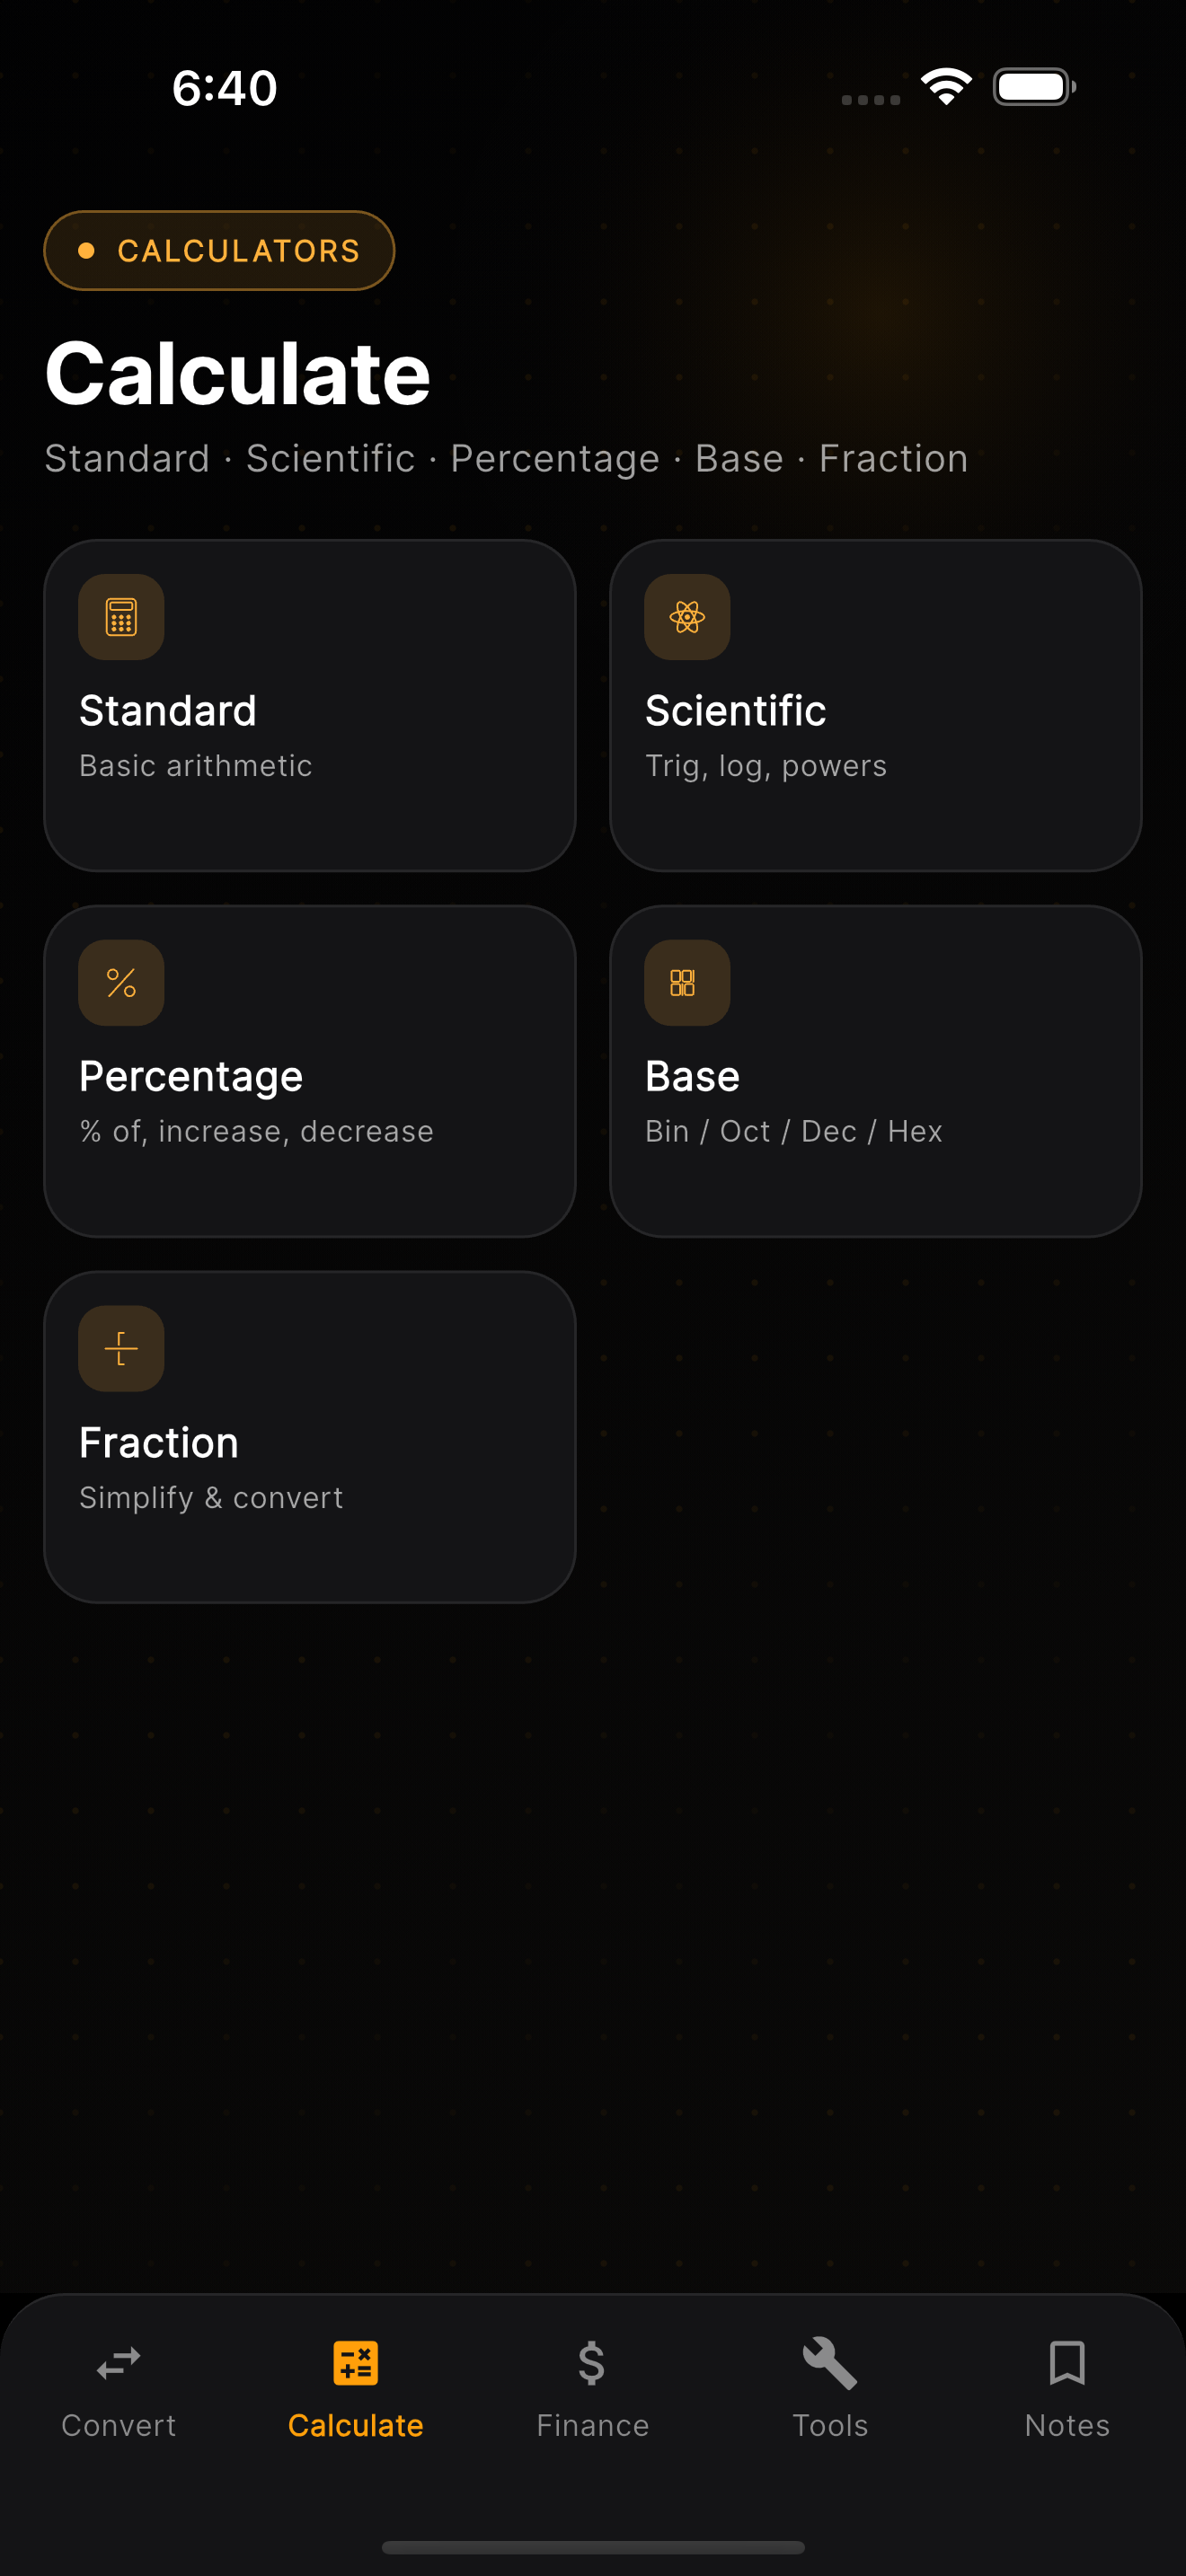 6:40
CALCULATORS
Calculate
Standard · Scientific · Percentage · Base · Fraction
Standard
Basic arithmetic
Scientific
Trig, log, powers
Percentage
% of, increase, decrease
Base
Bin / Oct / Dec / Hex
Fraction
Simplify & convert
Convert
Calculate
Finance
Tools
Notes